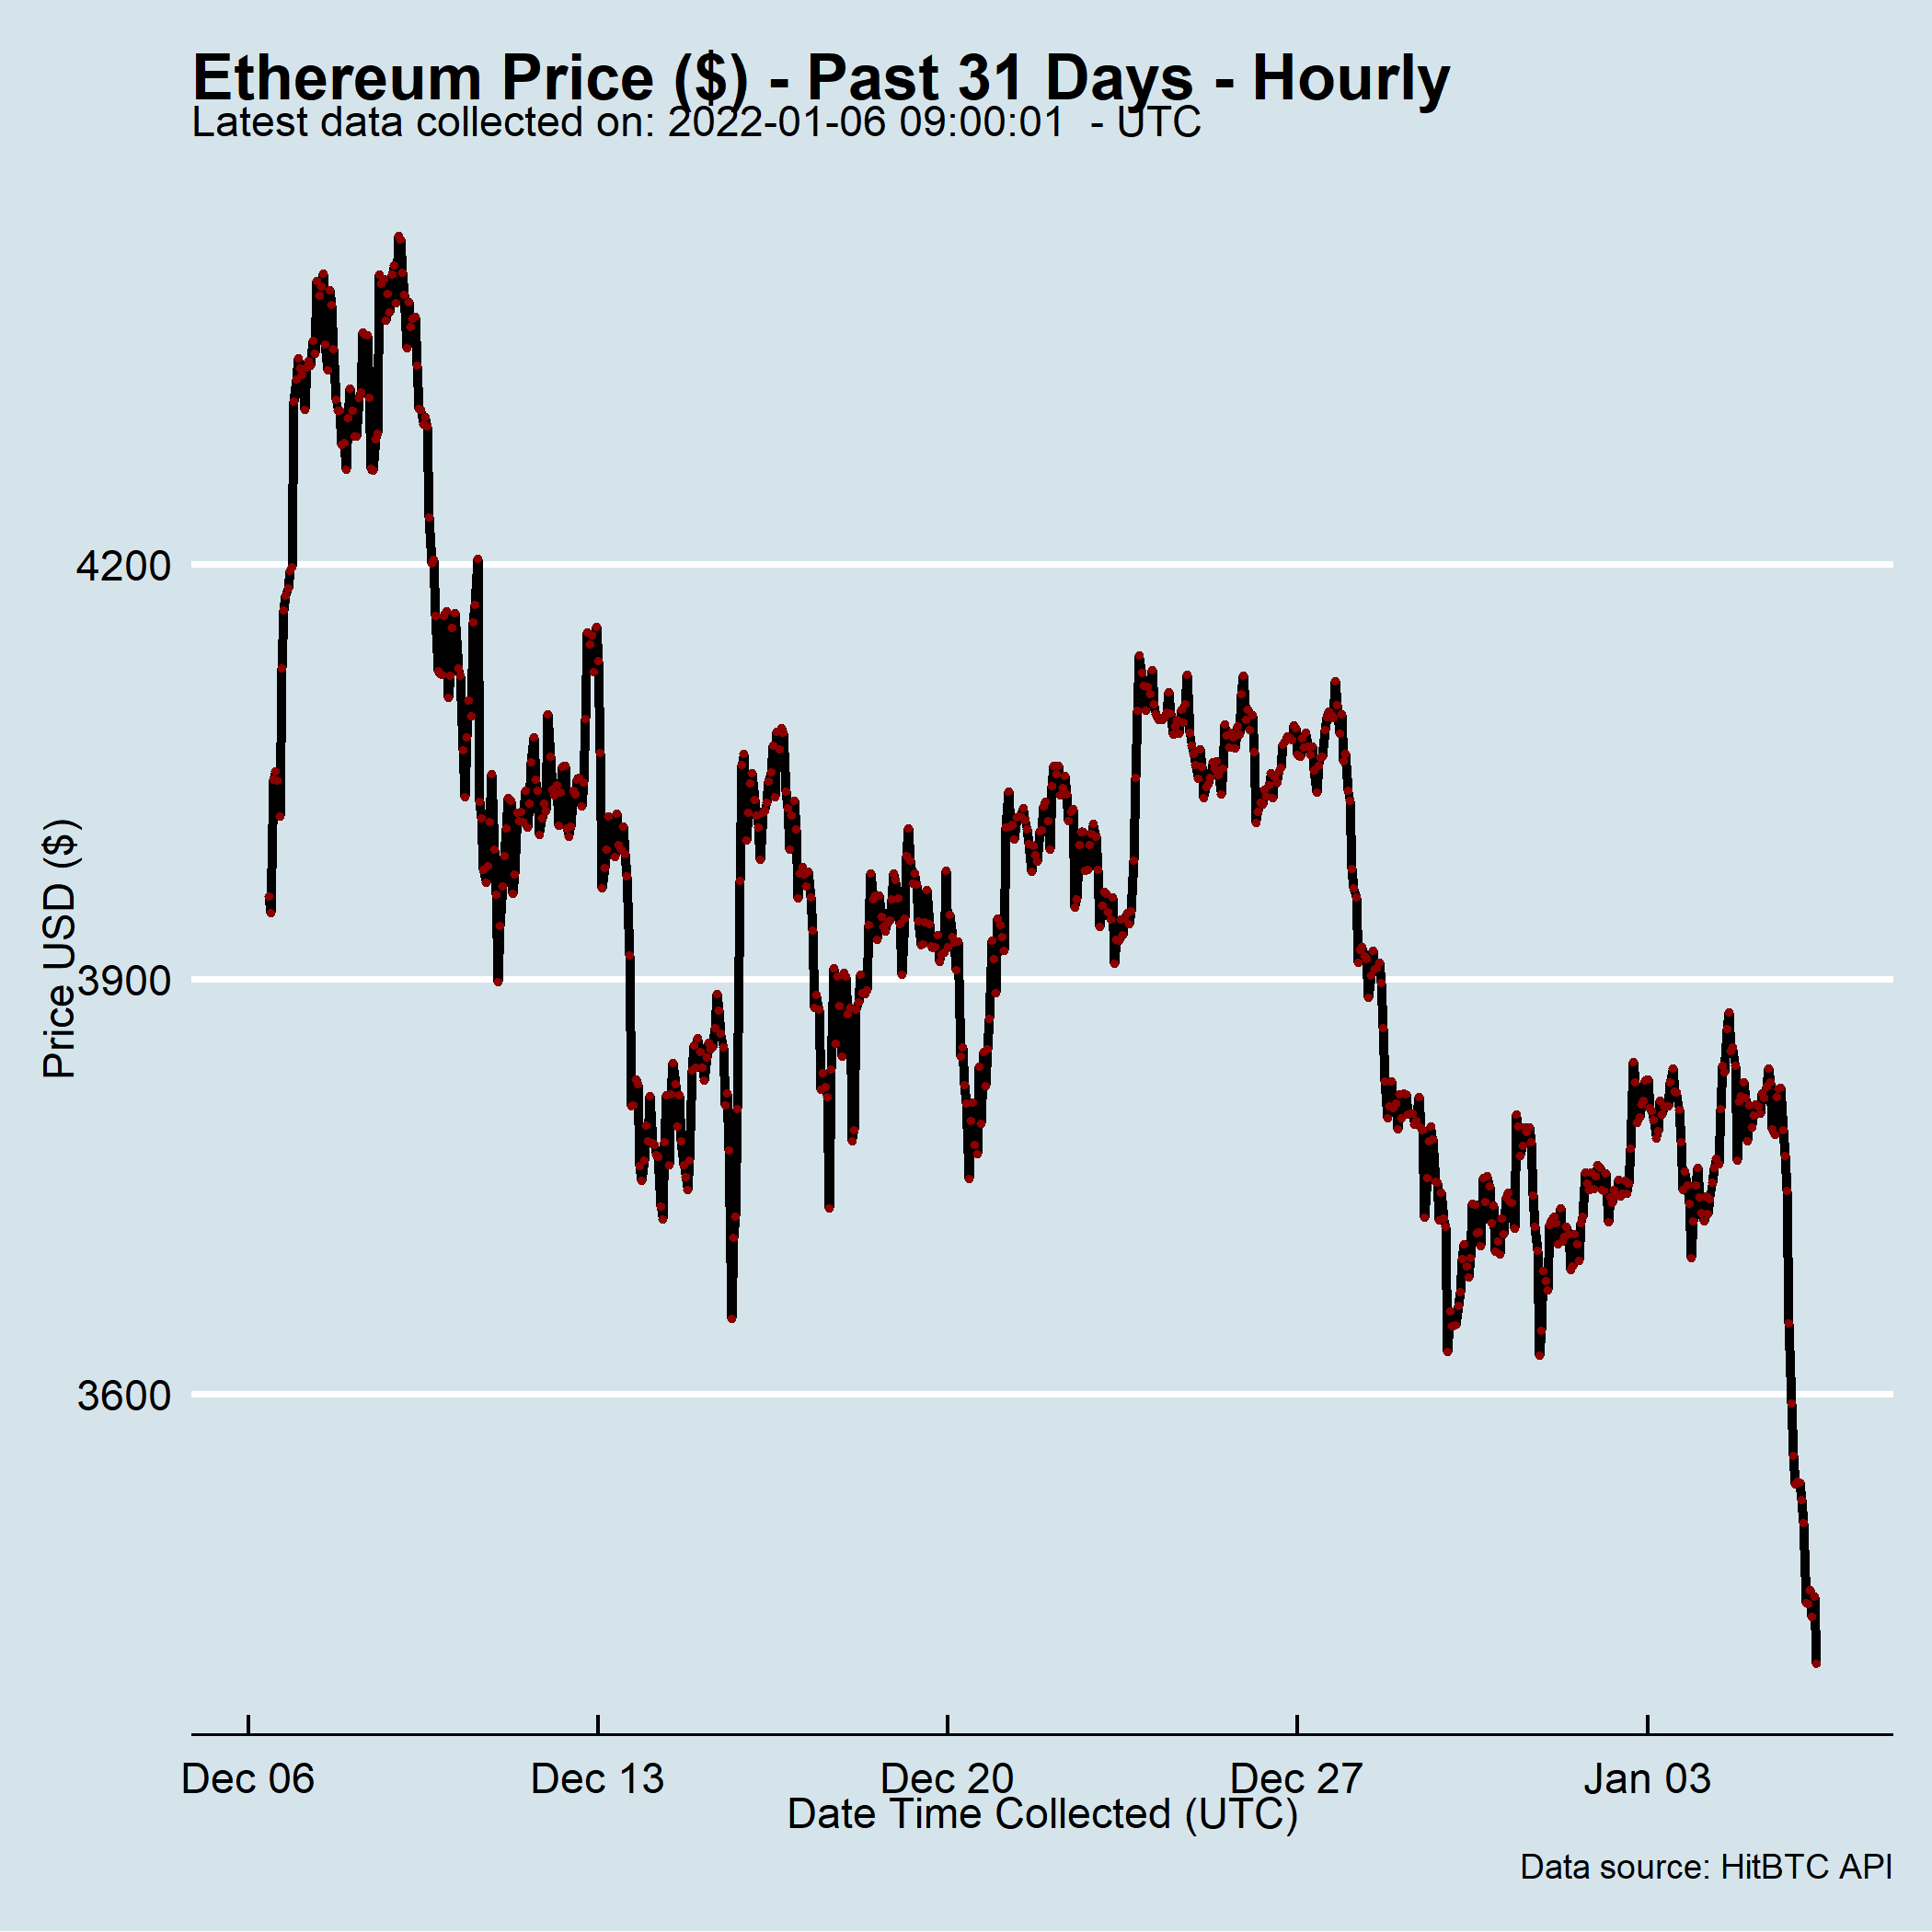 Ethereum Price ($) - Past 31 Days - Hourly
Latest data collected on: 2022-01-06 09:00:01  - UTC
Price USD ($)
4200
3900
3600
Dec 06
Dec 13
Dec 20
Dec 27
Jan 03
Date Time Collected (UTC)
Data source: HitBTC API